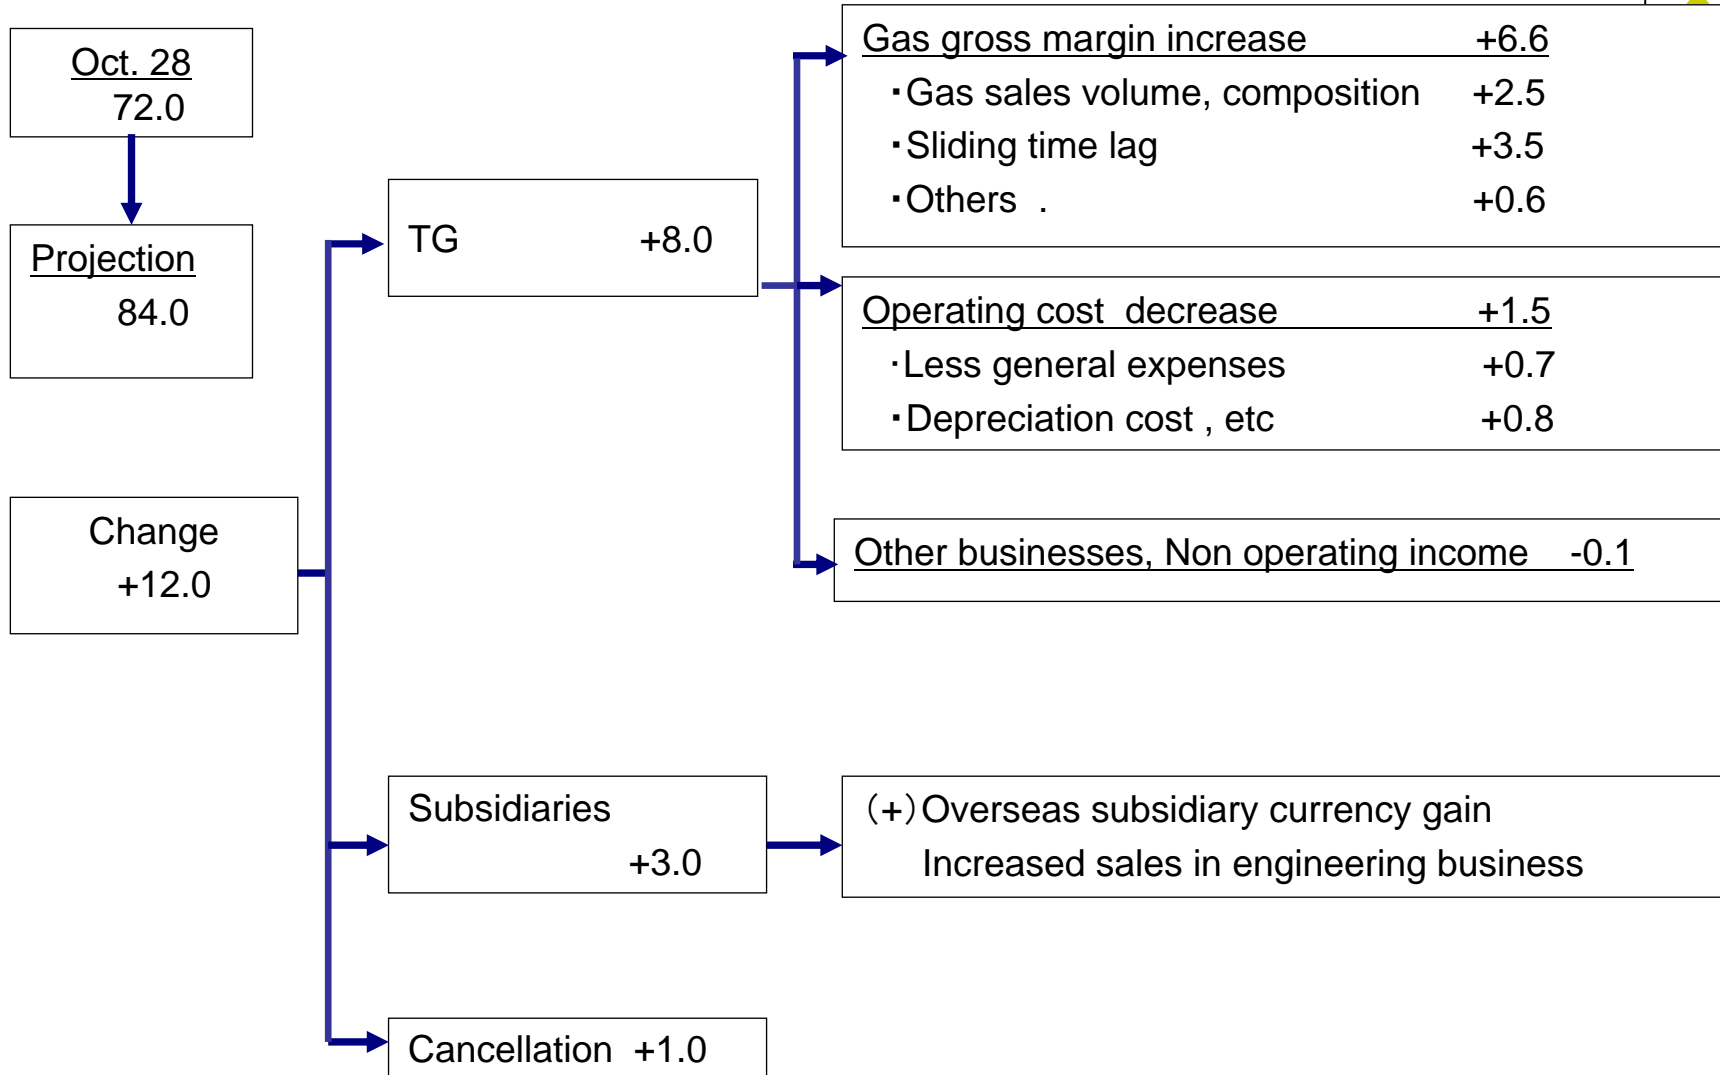 Oct. 28
72.0
Projection
84.0
Change
+12.0
TG +8.0
Subsidiaries
+3.0
Cancellation +1.0
Gas gross margin increase +6.6
・Gas sales volume, composition +2.5
・Sliding time lag +3.5
・Others . +0.6
Operating cost decrease +1.5
・Less general expenses +0.7
・Depreciation cost , etc +0.8
Other businesses, Non operating income -0.1
（+）Overseas subsidiary currency gain
Increased sales in engineering business